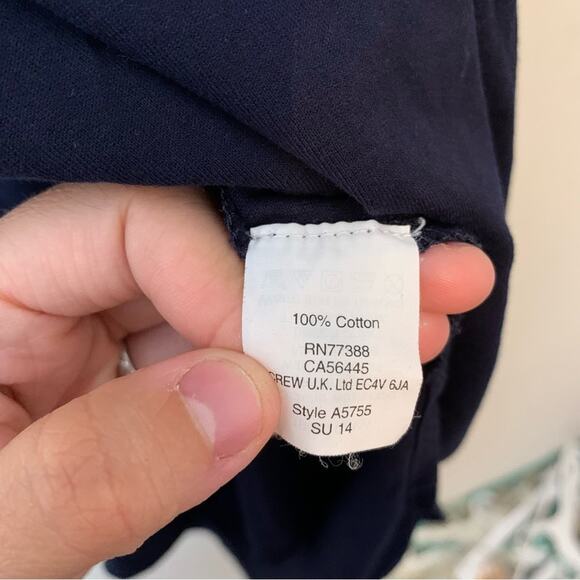 100% Cotton
RN77388
CA56445
CREW U.K. Ltd EC4V 6JA
Style A5755
SU 14